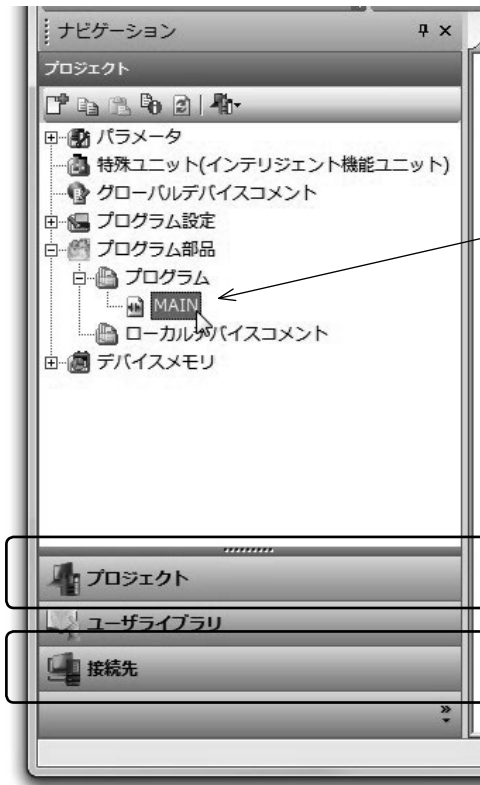 ナビゲーション
プロジェクト
パラメータ
特殊ユニット(インテリジェント機能ユニット)
グローバルデバイスコメント
プログラム設定
プログラム部品
プログラム
MAIN
ローカルデバイスコメント
デバイスメモリ
プロジェクト
ユーザライブラリ
接続先